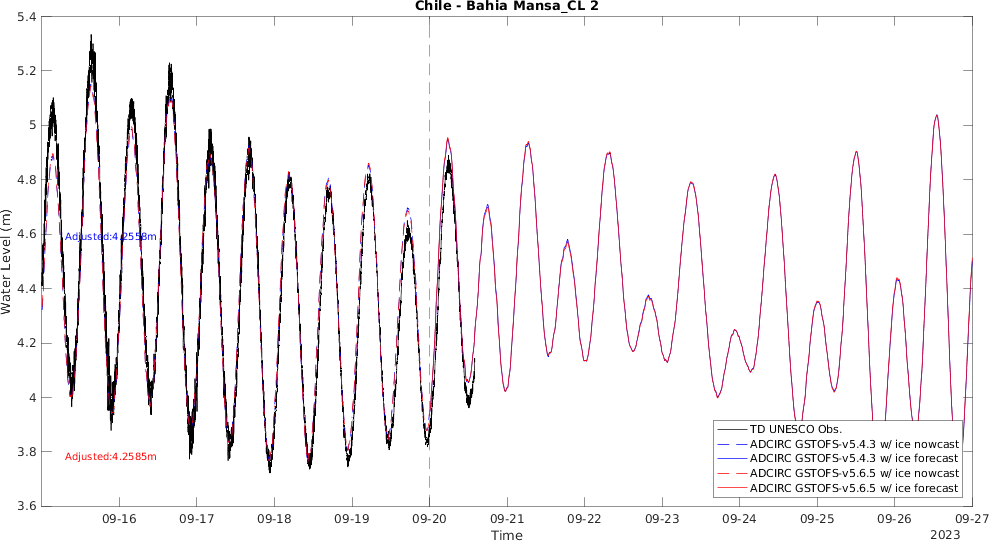 Chile - Bahia Mansa_CL 2
5.4
5.2
5
4.8
4.6
4.4
4.2
4
3.8
3.6
Water Level (m)
Adjusted:4.2558m
Adjusted:4.2585m
TD UNESCO Obs.
ADCIRC GSTOFS-v5.4.3 w/ ice nowcast
ADCIRC GSTOFS-v5.4.3 w/ ice forecast
ADCIRC GSTOFS-v5.6.5 w/ ice nowcast
ADCIRC GSTOFS-v5.6.5 w/ ice forecast
09-16 09-17 09-18 09-19 09-20 09-21 09-22 09-23 09-24 09-25 09-26 09-27
Time
2023